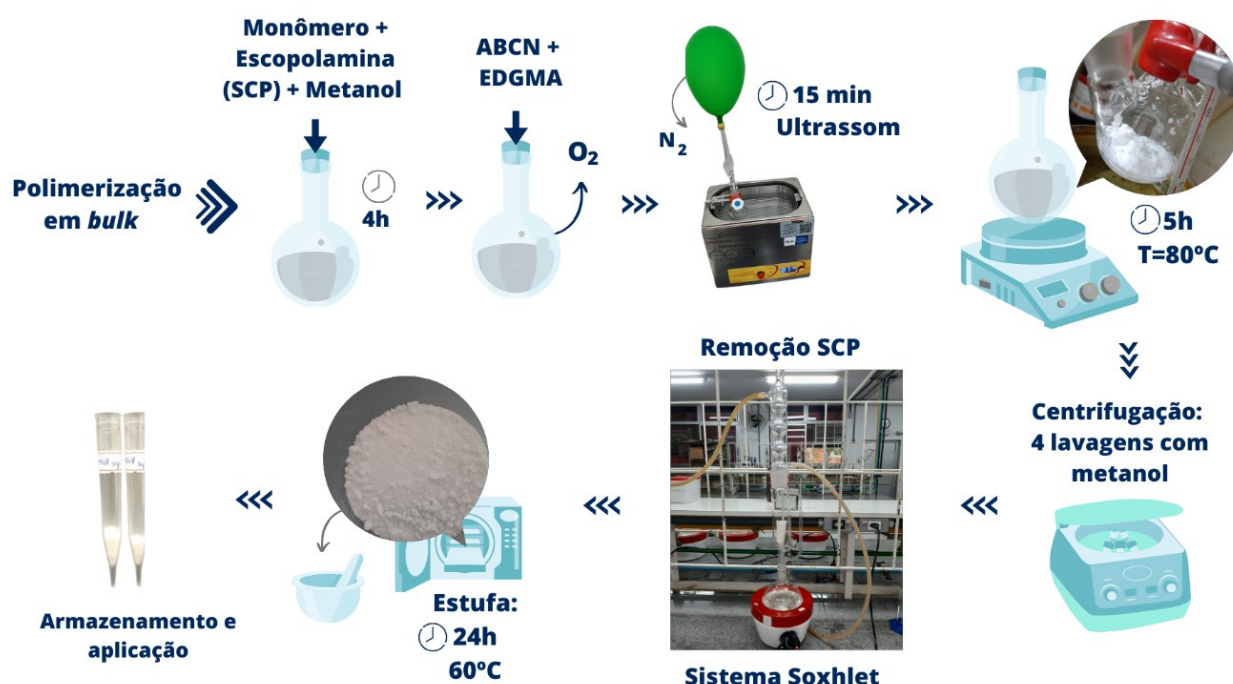 Monômero +
Escopolamina
(SCP) + Metanol
ABCN +
EDGMA
15 min
Ultrassom
N₂
O₂
Polimerização
em bulk
4h
5h
T=80ºC
Remoção SCP
Centrifugação:
4 lavagens com
metanol
Armazenamento e
aplicação
Estufa:
24h
60ºC
Sistema Soxhlet